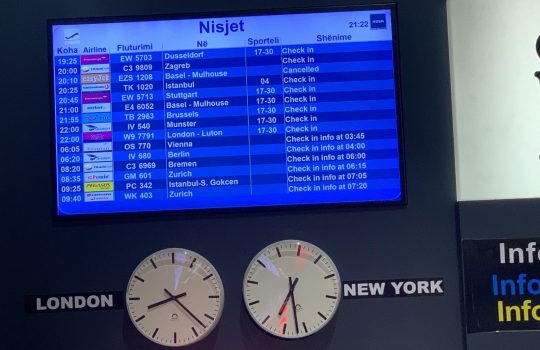 Nisjet 21:22
Koha Airline Fluturimi Në Sporteli Shënime
19:25 EW 5703 Dusseldorf 17-30 Check in
20:00 C3 9809 Zagreb Check in
20:10 easyJet EZS 1208 Basel - Mulhouse Cancelled
20:25 TK 1020 Istanbul 04 Check in
20:45 EW 5713 Stuttgart 17-30 Check in
21:00 E4 6052 Basel - Mulhouse 17-30 Check in
21:55 TB 2963 Brussels 17-30 Check in
22:00 IV 540 Munster 17-30 Check in
22:00 W9 7791 London - Luton 17-30 Check in
06:05 OS 770 Vienna Check in info at 03:45
06:20 IV 680 Berlin Check in info at 04:00
08:20 C3 6969 Bremen Check in info at 06:00
08:35 chair GM 601 Zurich Check in info at 06:15
09:25 PEGASUS PC 342 Istanbul-S. Gokcen Check in info at 07:05
09:40 WK 403 Zurich Check in info at 07:20
LONDON
NEW YORK
Info
Info
Info